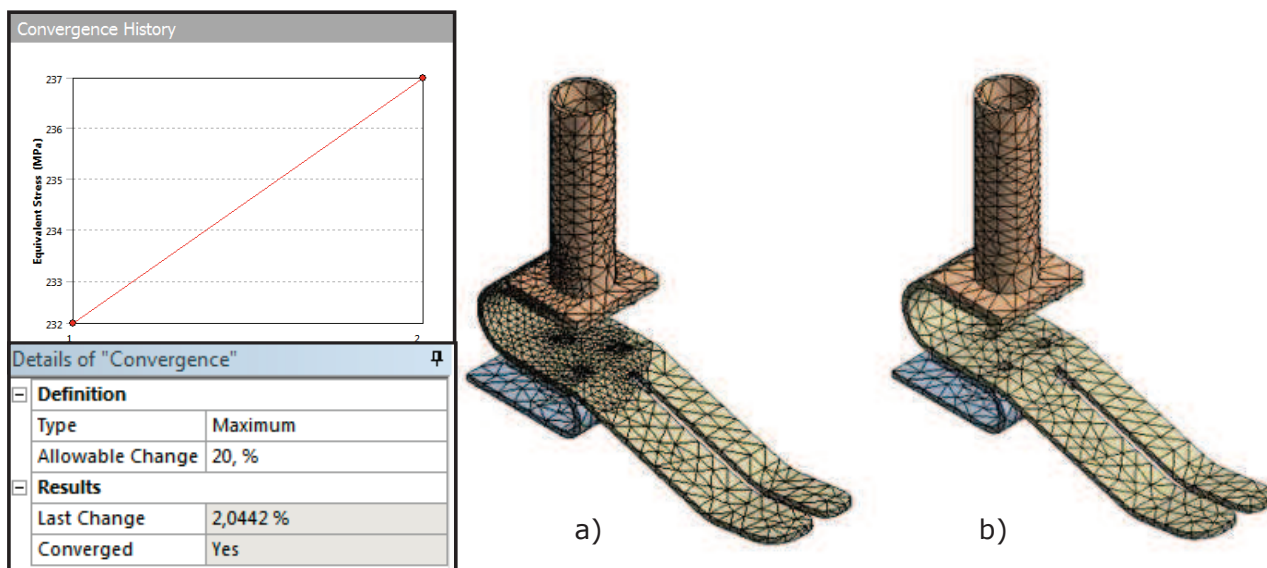 Convergence History
237
236
235
234
233
232
Equivalent Stress (MPa)
1
2
Details of "Convergence"
Definition
Type Maximum
Allowable Change 20, %
Results
Last Change 2,0442 %
Converged Yes
a)
b)